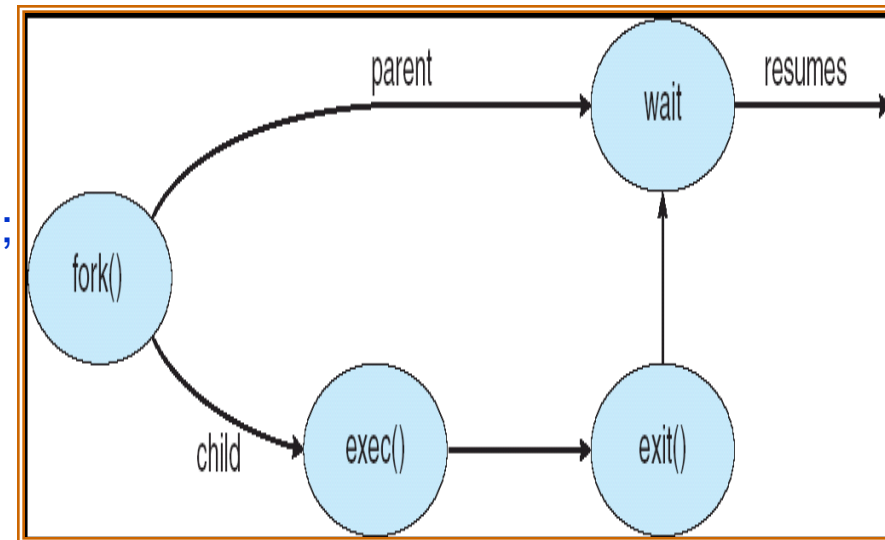 parent
resumes
wait
;
fork()
child
exec()
exit()